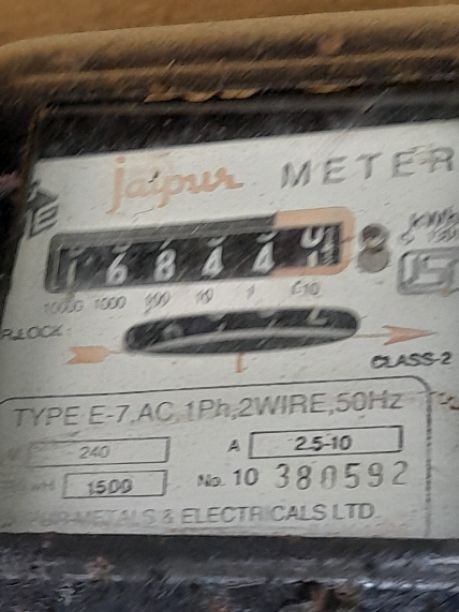 Jaipur METER
1 6 8 4 4
10000 1000 100 10 1 1/10
R.LOCK
CLASS-2
TYPE E-7, AC, 1Ph, 2WIRE, 50Hz
V 240 A 2.5-10
1500 No. 10 380592
METALS & ELECTRICALS LTD.